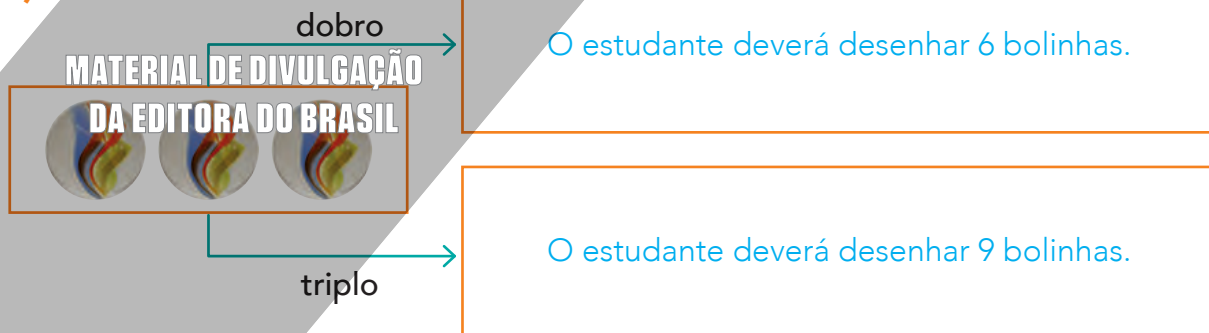 dobro
O estudante deverá desenhar 6 bolinhas.
MATERIAL DE DIVULGAÇÃO
DA EDITORA DO BRASIL
O estudante deverá desenhar 9 bolinhas.
triplo